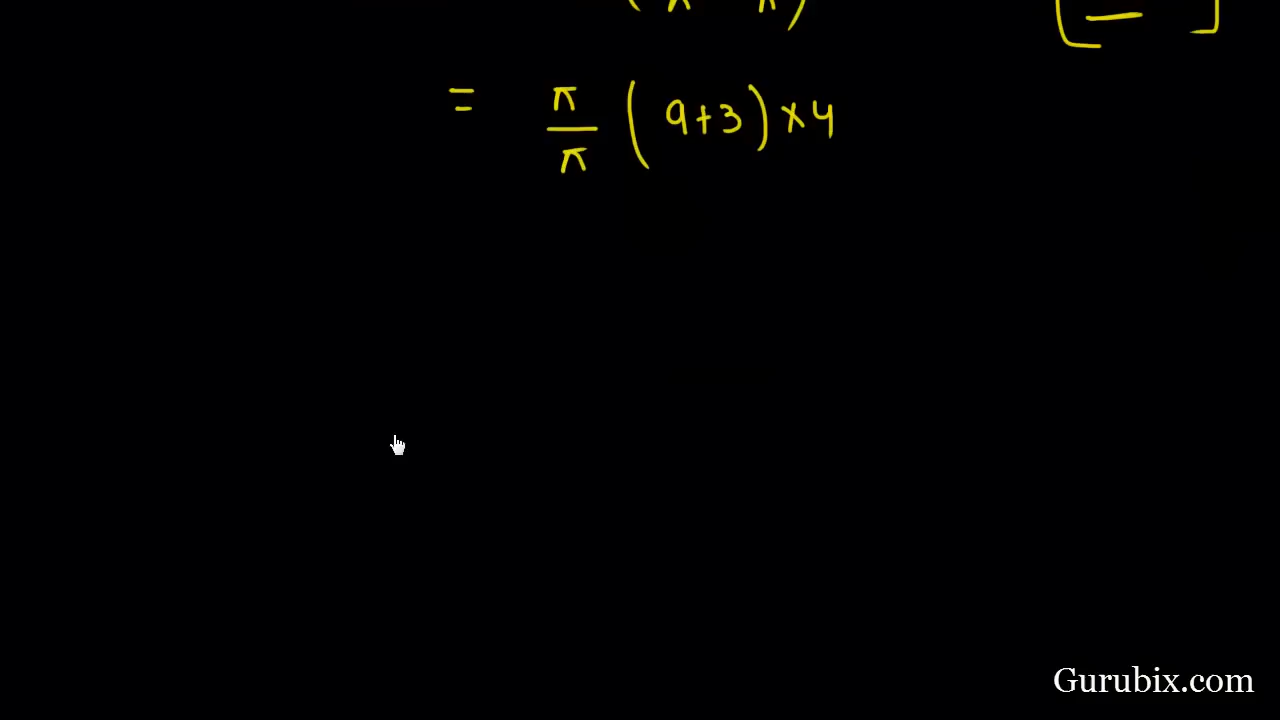 = π/π ( 9+3 ) × 4
Gurubix.com